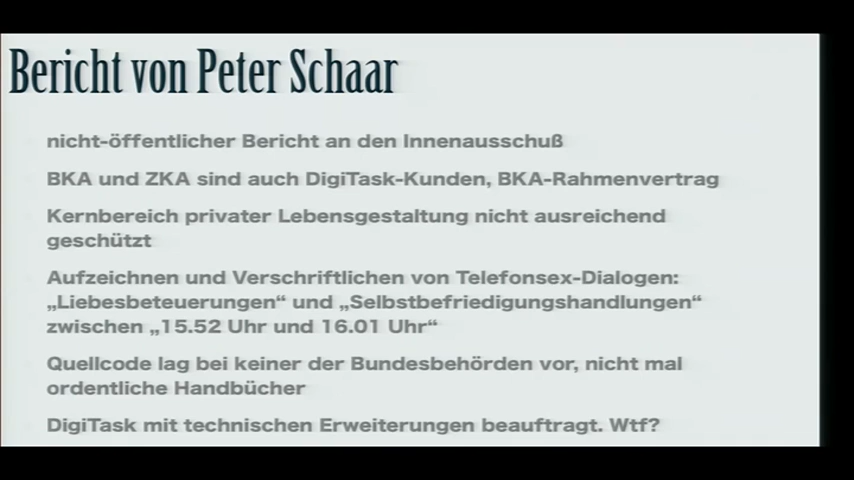 Bericht von Peter Schaar
nicht-öffentlicher Bericht an den Innenausschuß
BKA und ZKA sind auch DigiTask-Kunden, BKA-Rahmenvertrag
Kernbereich privater Lebensgestaltung nicht ausreichend
geschützt
Aufzeichnen und Verschriftlichen von Telefonsex-Dialogen:
„Liebesbeteuerungen“ und „Selbstbefriedigungshandlungen“
zwischen „15.52 Uhr und 16.01 Uhr“
Quellcode lag bei keiner der Bundesbehörden vor, nicht mal
ordentliche Handbücher
DigiTask mit technischen Erweiterungen beauftragt. Wtf?